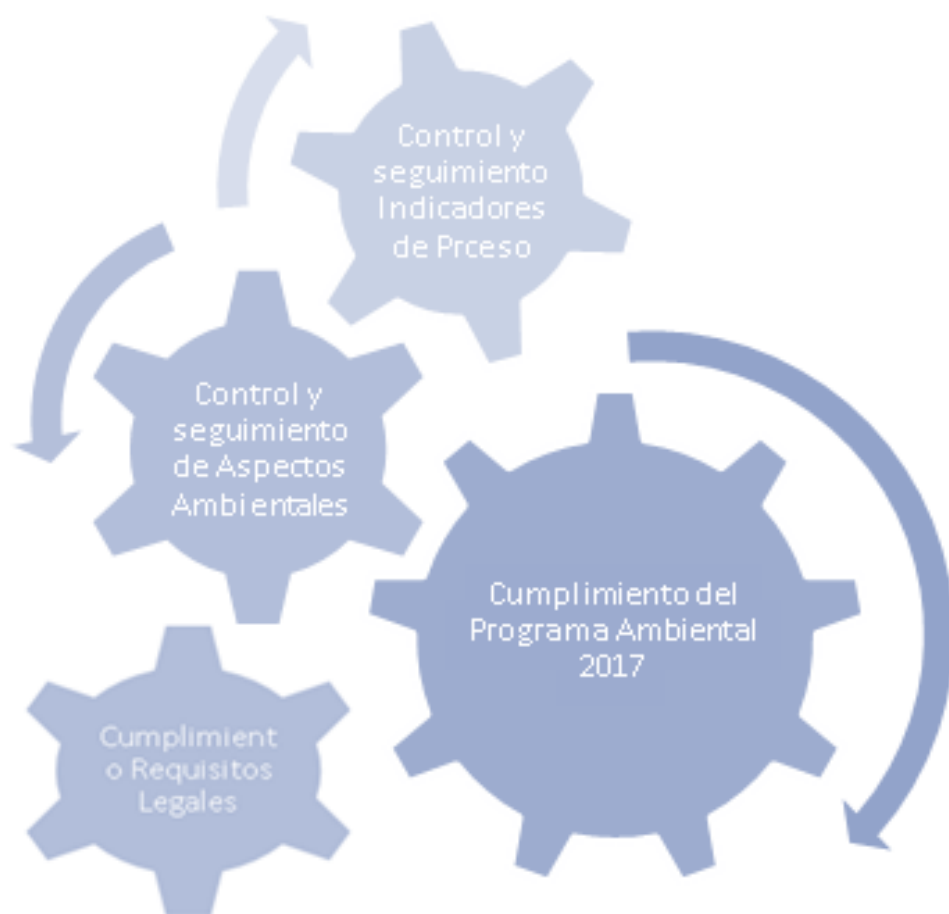 Control y
seguimiento
Indicadores
de Prceso
Control y
seguimiento
de Aspectos
Ambientales
Cumplimiento del
Programa Ambiental
2017
Cumplimient
o Requisitos
Legales